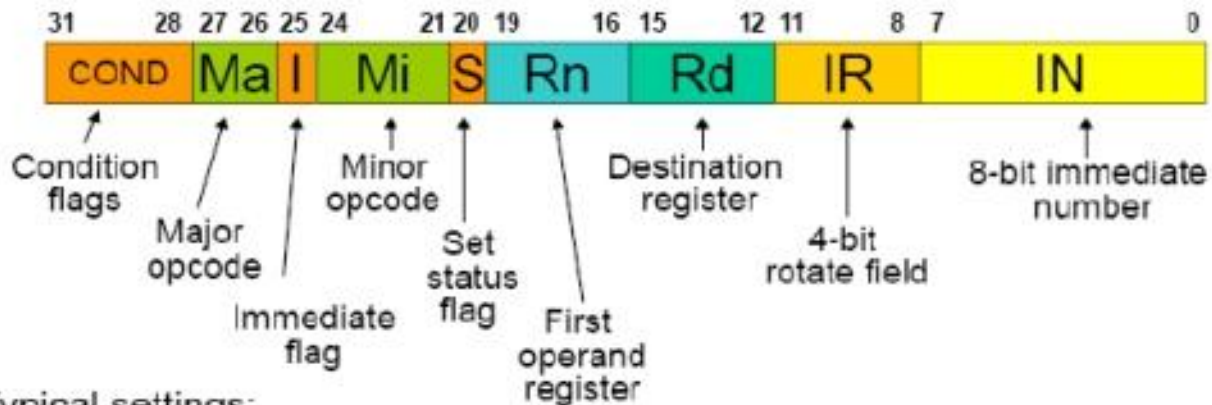 31 28 27 26 25 24 21 20 19 16 15 12 11 8 7 0
COND Ma I Mi S Rn Rd IR IN
Condition
flags
Major
opcode
Immediate
flag
Minor
opcode
Set
status
flag
First
operand
register
Destination
register
4-bit
rotate field
8-bit immediate
number
ypical settings: